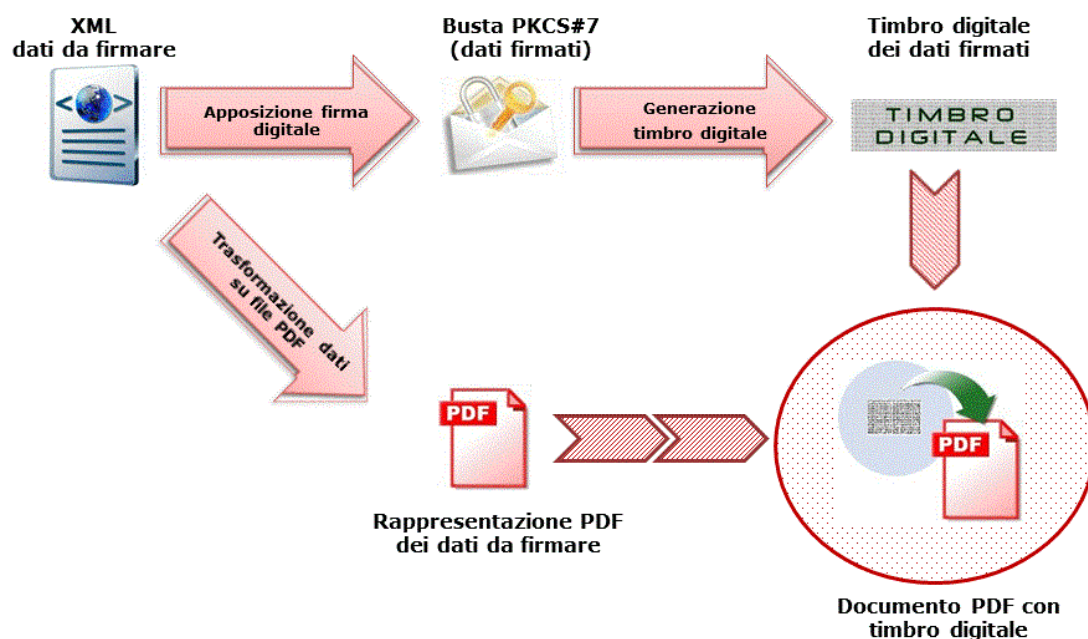 XML
dati da firmare
Busta PKCS#7
(dati firmati)
Timbro digitale
dei dati firmati
Apposizione firma
digitale
Generazione
timbro digitale
TIMBRO
DIGITALE
Trasformazione dati
su file PDF
PDF
PDF
Rappresentazione PDF
dei dati da firmare
Documento PDF con
timbro digitale